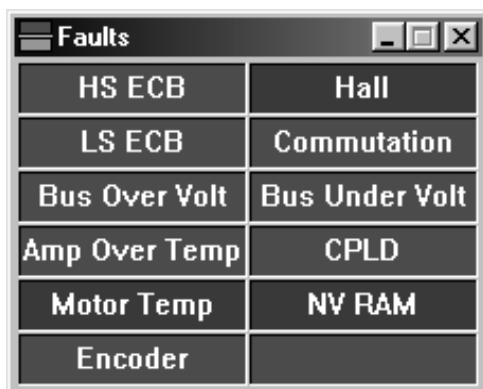 Faults
HS ECB Hall
LS ECB Commutation
Bus Over Volt Bus Under Volt
Amp Over Temp CPLD
Motor Temp NV RAM
Encoder